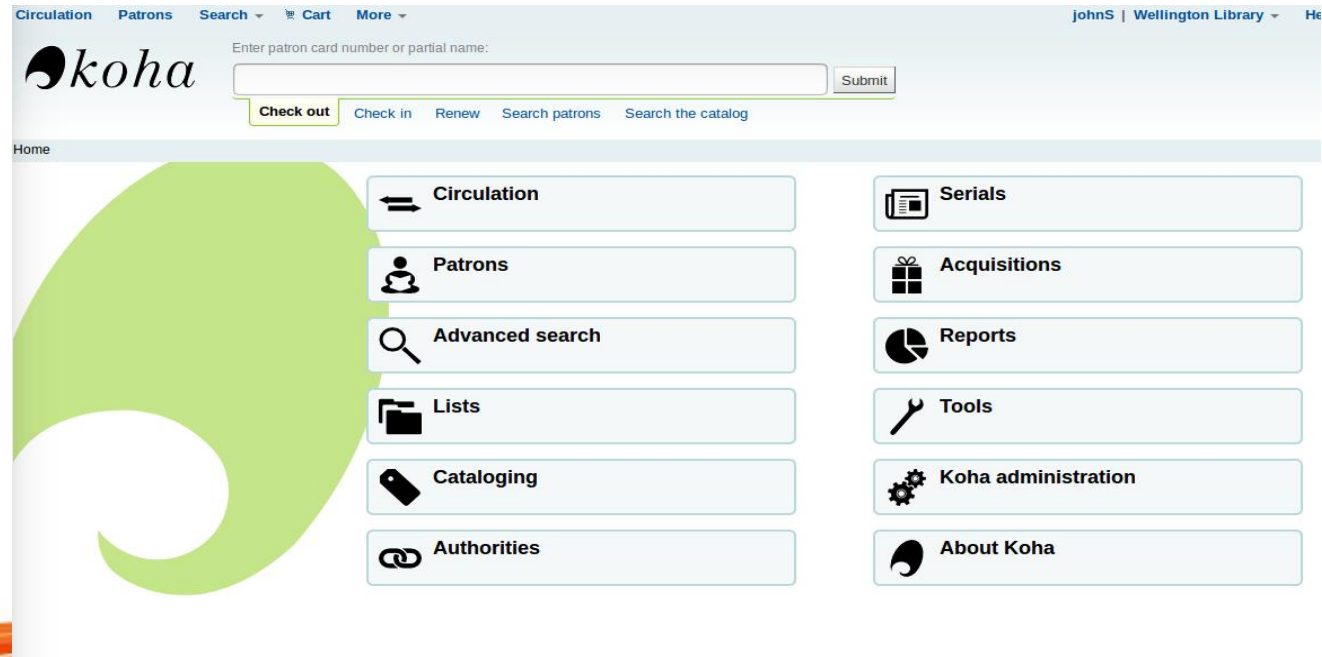 Circulation Patrons Search Cart More johnS | Wellington Library He
koha
Enter patron card number or partial name:
Submit
Check out Check in Renew Search patrons Search the catalog
Home
Circulation
Serials
Patrons
Acquisitions
Advanced search
Reports
Lists
Tools
Cataloging
Koha administration
Authorities
About Koha